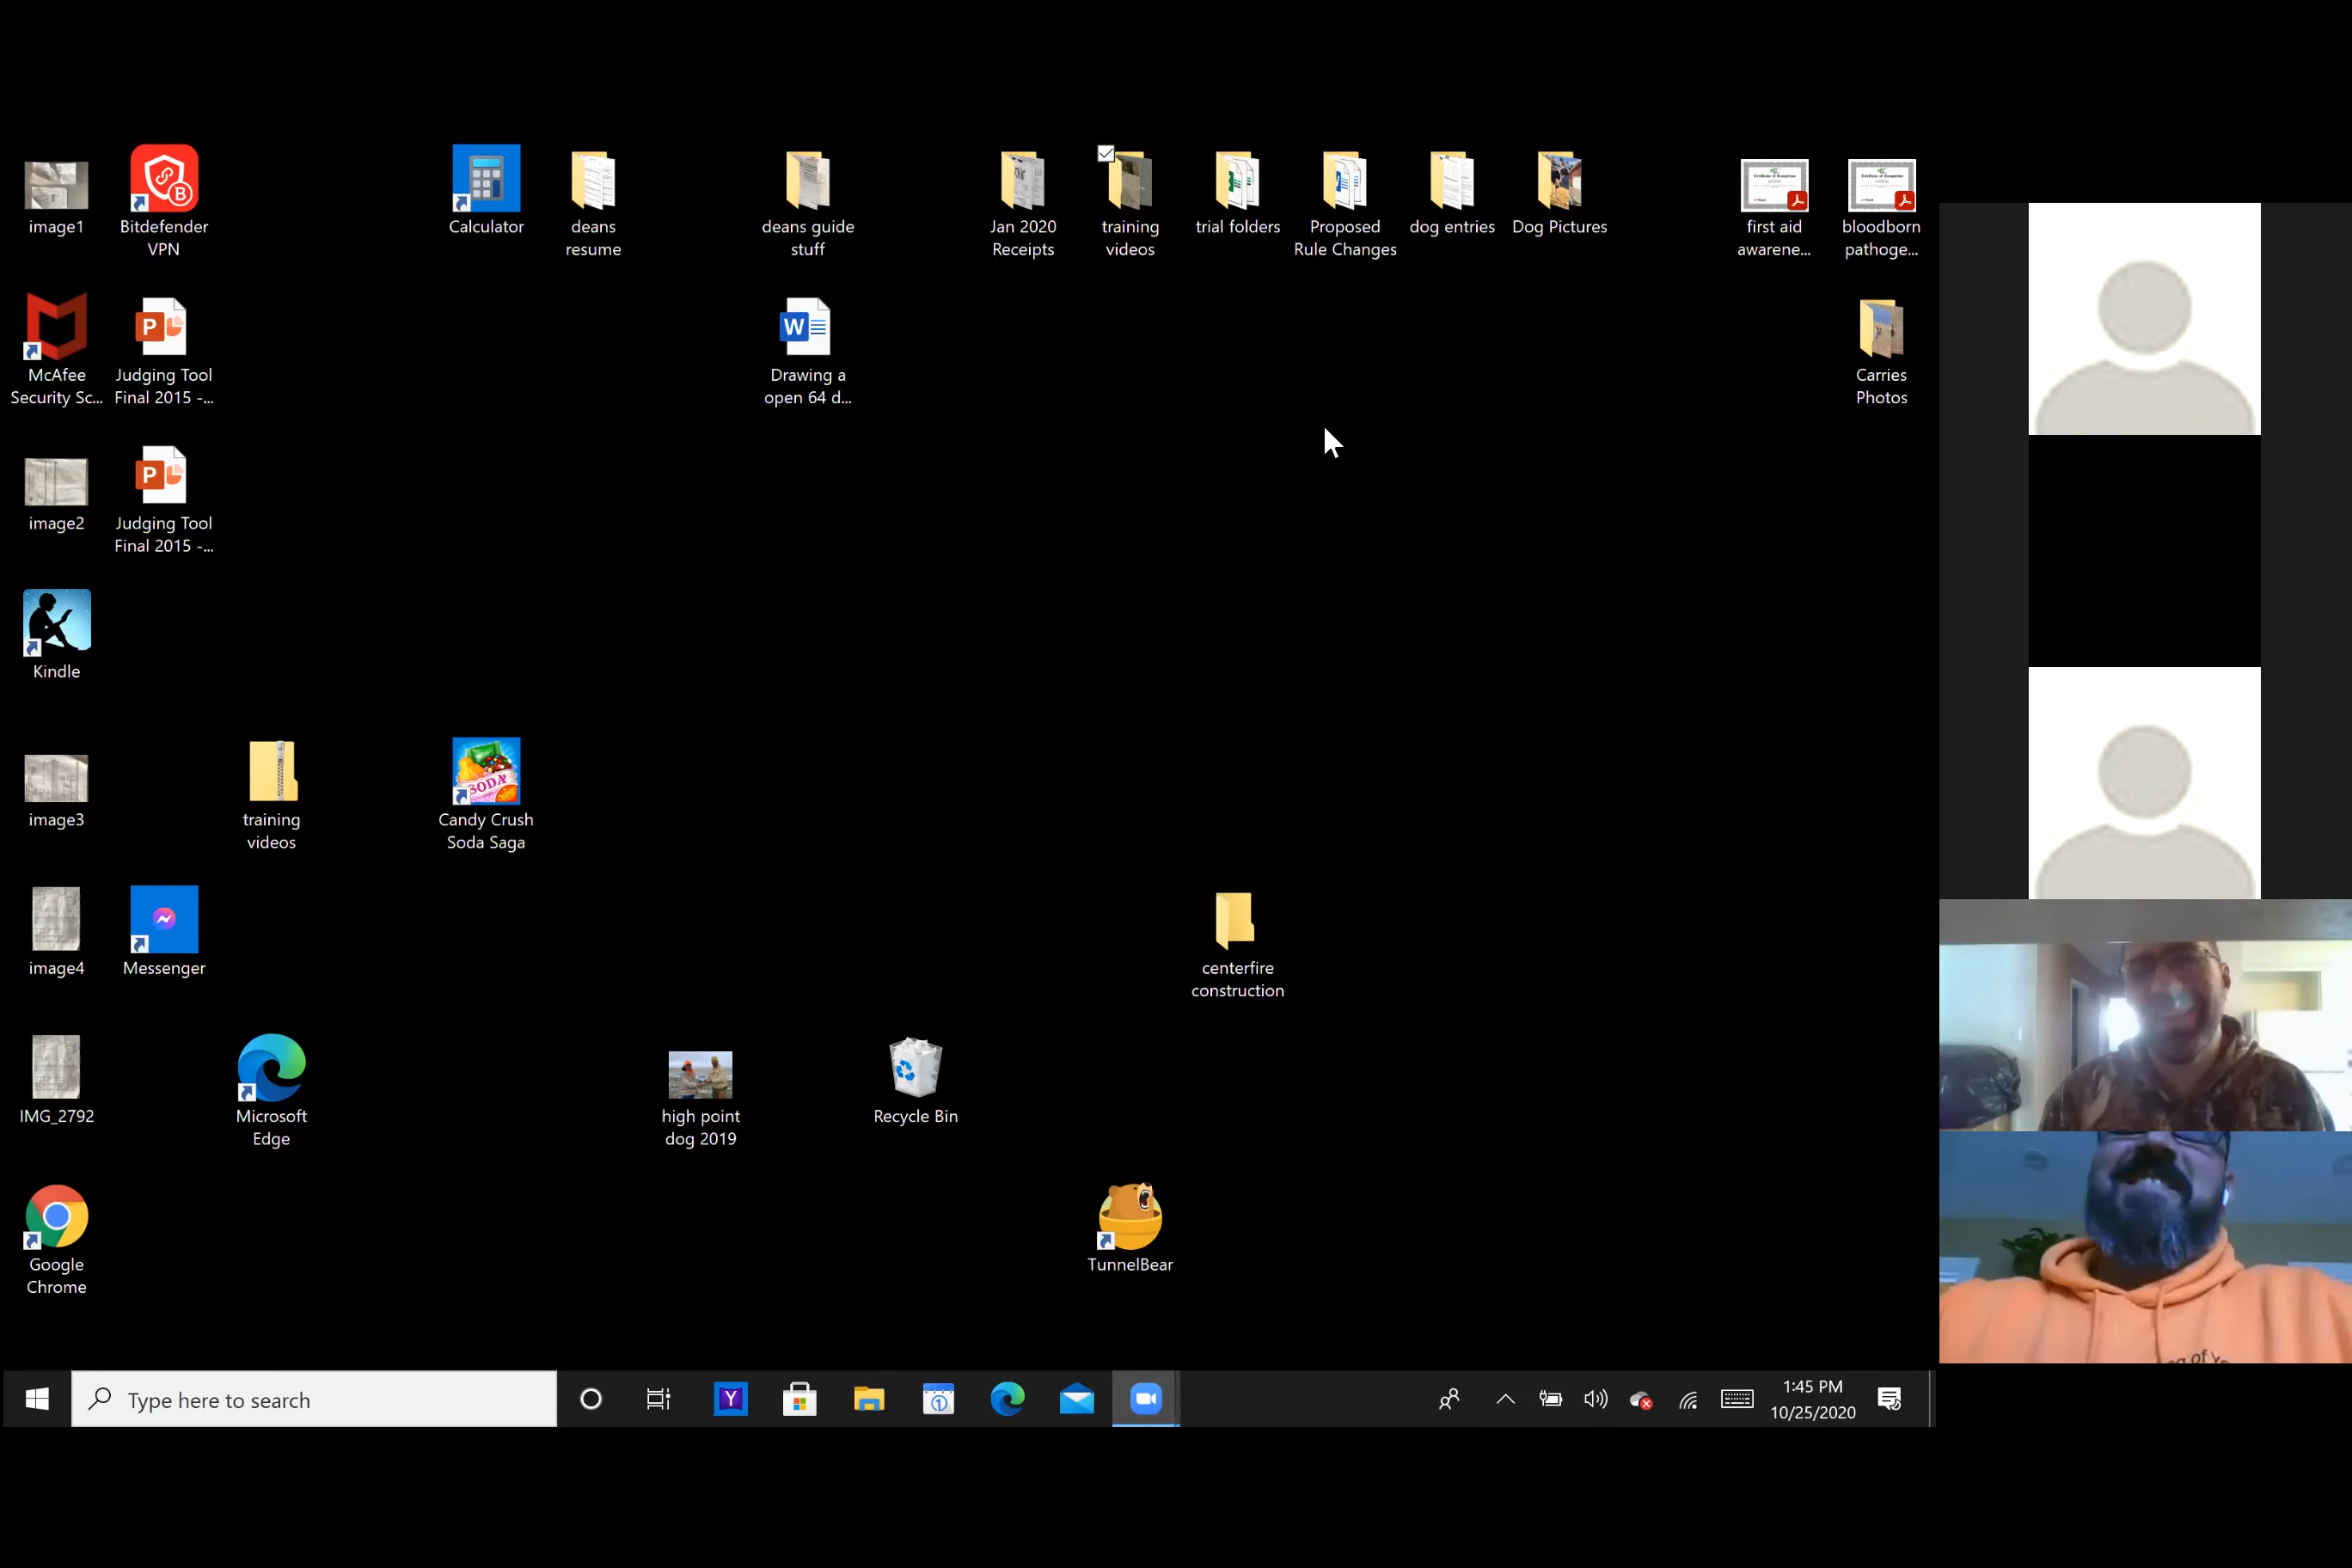 image1
Bitdefender
VPN
Calculator
deans
resume
deans guide
stuff
Jan 2020
Receipts
training
videos
trial folders
Proposed
Rule Changes
dog entries
Dog Pictures
first aid
awarene...
bloodborn
pathoge...
McAfee
Security Sc...
Judging Tool
Final 2015 -...
Drawing a
open 64 d...
Carries
Photos
image2
Judging Tool
Final 2015 -...
Kindle
image3
training
videos
SODA
Candy Crush
Soda Saga
image4
Messenger
centerfire
construction
IMG_2792
Microsoft
Edge
high point
dog 2019
Recycle Bin
Google
Chrome
TunnelBear
Type here to search
1:45 PM
10/25/2020